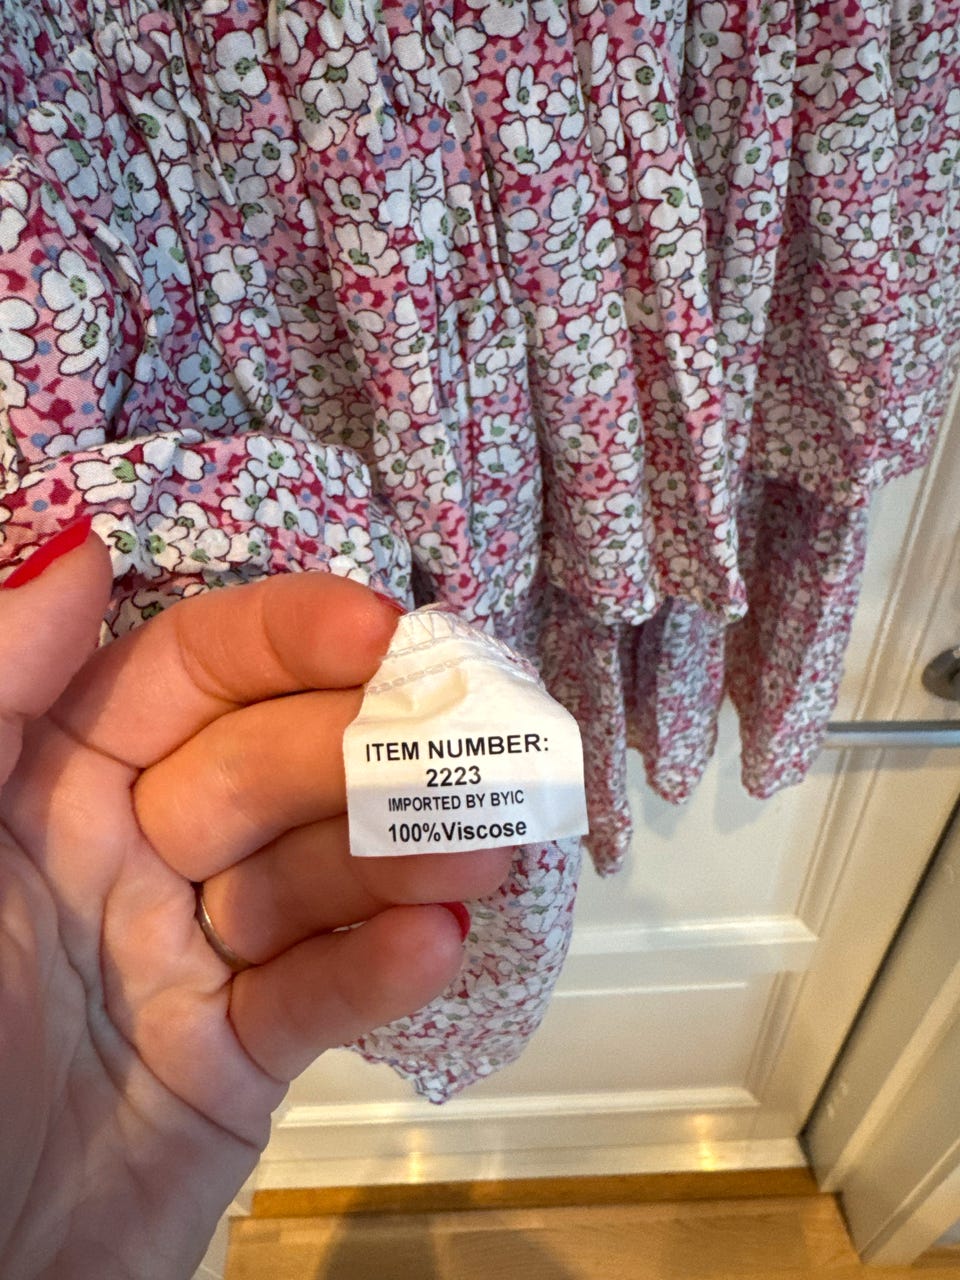 ITEM NUMBER:
2223
IMPORTED BY BYIC
100%Viscose